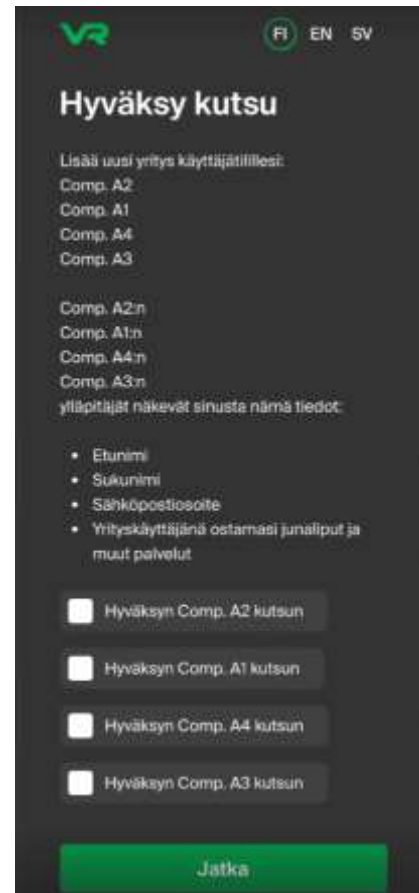 VR
FI EN SV
Hyväksy kutsu
Lisää uusi yritys käyttäjätilillesi:
Comp. A2
Comp. A1
Comp. A4
Comp. A3
Comp. A2:n
Comp. A1:n
Comp. A4:n
Comp. A3:n
ylläpitäjät näkevät sinusta nämä tiedot:
• Etunimi
• Sukunimi
• Sähköpostiosoite
• Yrityskäyttäjänä ostamasi junaliput ja
muut palvelut
Hyväksyn Comp. A2 kutsun
Hyväksyn Comp. A1 kutsun
Hyväksyn Comp. A4 kutsun
Hyväksyn Comp. A3 kutsun
Jatka